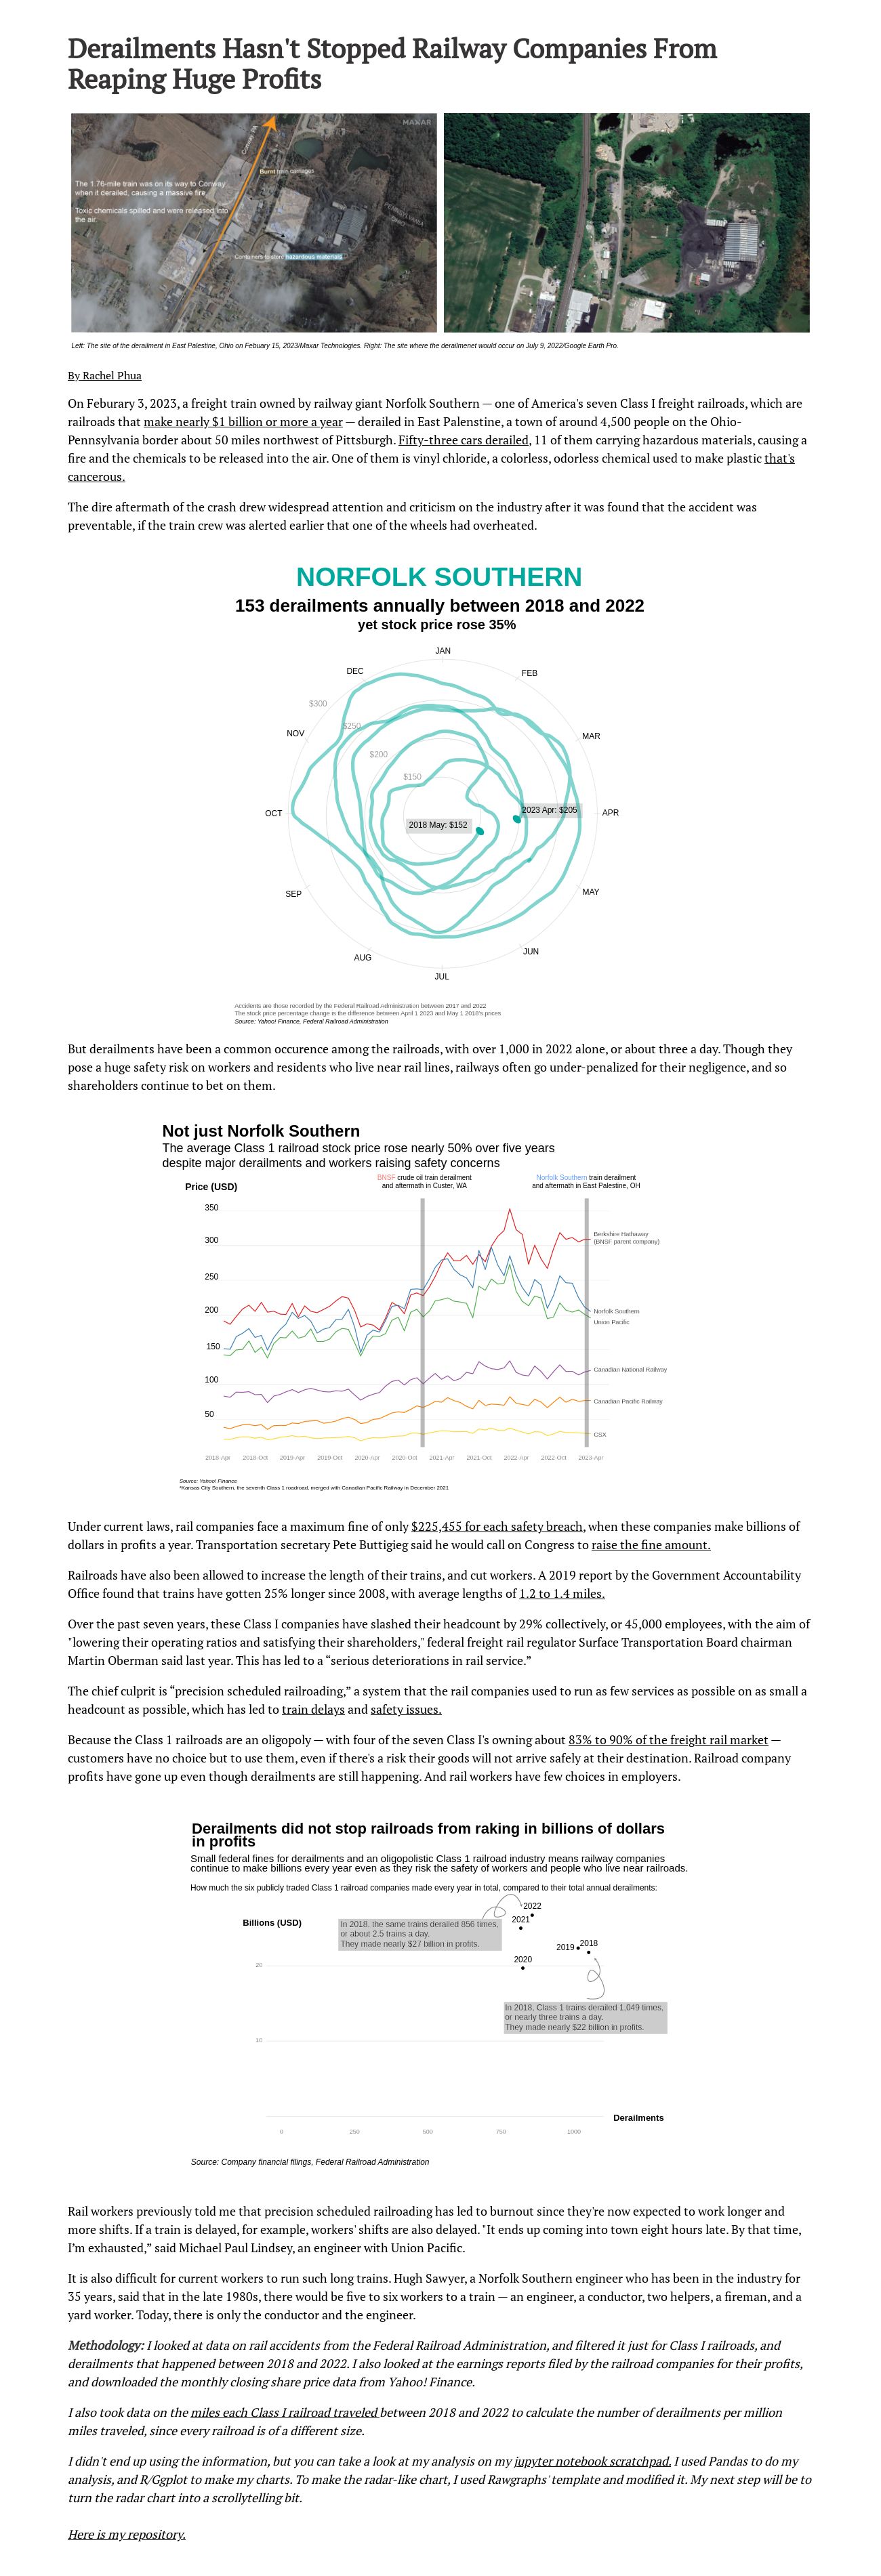 Derailments Hasn't Stopped Railway Companies From
Reaping Huge Profits
MAXAR
Conway, PA
The 1.76-mile train was on its way to Conway
when it derailed, causing a massive fire.
Toxic chemicals spilled and were released into
the air.
Burnt train carriages
PENNSYLVANIA
OHIO
Containers to store hazardous materials
Left: The site of the derailment in East Palestine, Ohio on Febuary 15, 2023/Maxar Technologies. Right: The site where the derailmenet would occur on July 9, 2022/Google Earth Pro.
By Rachel Phua
On Feburary 3, 2023, a freight train owned by railway giant Norfolk Southern — one of America's seven Class I freight railroads, which are
railroads that make nearly $1 billion or more a year — derailed in East Palenstine, a town of around 4,500 people on the Ohio-
Pennsylvania border about 50 miles northwest of Pittsburgh. Fifty-three cars derailed, 11 of them carrying hazardous materials, causing a
fire and the chemicals to be released into the air. One of them is vinyl chloride, a colorless, odorless chemical used to make plastic that's
cancerous.
The dire aftermath of the crash drew widespread attention and criticism on the industry after it was found that the accident was
preventable, if the train crew was alerted earlier that one of the wheels had overheated.
NORFOLK SOUTHERN
153 derailments annually between 2018 and 2022
yet stock price rose 35%
JAN
DEC
FEB
$300
$250
NOV
MAR
$200
$150
2023 Apr: $205
OCT
APR
2018 May: $152
SEP
MAY
AUG
JUN
JUL
Accidents are those recorded by the Federal Railroad Administration between 2017 and 2022
The stock price percentage change is the difference between April 1 2023 and May 1 2018's prices
Source: Yahoo! Finance, Federal Railroad Administration
But derailments have been a common occurence among the railroads, with over 1,000 in 2022 alone, or about three a day. Though they
pose a huge safety risk on workers and residents who live near rail lines, railways often go under-penalized for their negligence, and so
shareholders continue to bet on them.
Not just Norfolk Southern
The average Class 1 railroad stock price rose nearly 50% over five years
despite major derailments and workers raising safety concerns
BNSF crude oil train derailment
and aftermath in Custer, WA
Norfolk Southern train derailment
and aftermath in East Palestine, OH
Price (USD)
350
300
250
200
150
100
50
Berkshire Hathaway
(BNSF parent company)
Norfolk Southern
Union Pacific
Canadian National Railway
Canadian Pacific Railway
CSX
2018-Apr 2018-Oct 2019-Apr 2019-Oct 2020-Apr 2020-Oct 2021-Apr 2021-Oct 2022-Apr 2022-Oct 2023-Apr
Source: Yahoo! Finance
*Kansas City Southern, the seventh Class 1 roadroad, merged with Canadian Pacific Railway in December 2021
Under current laws, rail companies face a maximum fine of only $225,455 for each safety breach, when these companies make billions of
dollars in profits a year. Transportation secretary Pete Buttigieg said he would call on Congress to raise the fine amount.
Railroads have also been allowed to increase the length of their trains, and cut workers. A 2019 report by the Government Accountability
Office found that trains have gotten 25% longer since 2008, with average lengths of 1.2 to 1.4 miles.
Over the past seven years, these Class I companies have slashed their headcount by 29% collectively, or 45,000 employees, with the aim of
"lowering their operating ratios and satisfying their shareholders," federal freight rail regulator Surface Transportation Board chairman
Martin Oberman said last year. This has led to a “serious deteriorations in rail service.”
The chief culprit is “precision scheduled railroading,” a system that the rail companies used to run as few services as possible on as small a
headcount as possible, which has led to train delays and safety issues.
Because the Class 1 railroads are an oligopoly — with four of the seven Class I's owning about 83% to 90% of the freight rail market —
customers have no choice but to use them, even if there's a risk their goods will not arrive safely at their destination. Railroad company
profits have gone up even though derailments are still happening. And rail workers have few choices in employers.
Derailments did not stop railroads from raking in billions of dollars
in profits
Small federal fines for derailments and an oligopolistic Class 1 railroad industry means railway companies
continue to make billions every year even as they risk the safety of workers and people who live near railroads.
How much the six publicly traded Class 1 railroad companies made every year in total, compared to their total annual derailments:
Billions (USD)
In 2018, the same trains derailed 856 times,
or about 2.5 trains a day.
They made nearly $27 billion in profits.
2022
2021
2019
2018
2020
20
In 2018, Class 1 trains derailed 1,049 times,
or nearly three trains a day.
They made nearly $22 billion in profits.
10
Derailments
0 250 500 750 1000
Source: Company financial filings, Federal Railroad Administration
Rail workers previously told me that precision scheduled railroading has led to burnout since they're now expected to work longer and
more shifts. If a train is delayed, for example, workers' shifts are also delayed. "It ends up coming into town eight hours late. By that time,
I’m exhausted,” said Michael Paul Lindsey, an engineer with Union Pacific.
It is also difficult for current workers to run such long trains. Hugh Sawyer, a Norfolk Southern engineer who has been in the industry for
35 years, said that in the late 1980s, there would be five to six workers to a train — an engineer, a conductor, two helpers, a fireman, and a
yard worker. Today, there is only the conductor and the engineer.
Methodology: I looked at data on rail accidents from the Federal Railroad Administration, and filtered it just for Class I railroads, and
derailments that happened between 2018 and 2022. I also looked at the earnings reports filed by the railroad companies for their profits,
and downloaded the monthly closing share price data from Yahoo! Finance.
I also took data on the miles each Class I railroad traveled between 2018 and 2022 to calculate the number of derailments per million
miles traveled, since every railroad is of a different size.
I didn't end up using the information, but you can take a look at my analysis on my jupyter notebook scratchpad. I used Pandas to do my
analysis, and R/Ggplot to make my charts. To make the radar-like chart, I used Rawgraphs' template and modified it. My next step will be to
turn the radar chart into a scrollytelling bit.
Here is my repository.